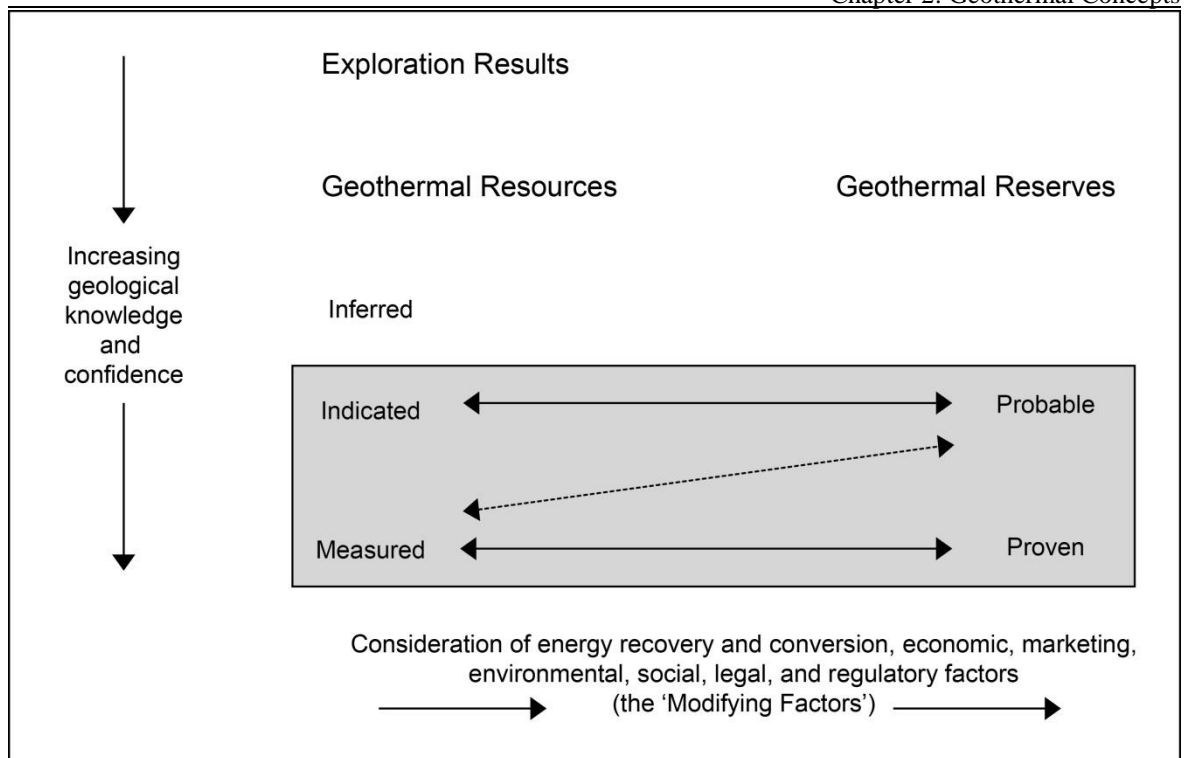 Chapter 2: Geothermal Concepts
Exploration Results
Geothermal Resources
Geothermal Reserves
Increasing
geological
knowledge
and
confidence
Inferred
Indicated
Probable
Measured
Proven
Consideration of energy recovery and conversion, economic, marketing,
environmental, social, legal, and regulatory factors
(the ‘Modifying Factors’)